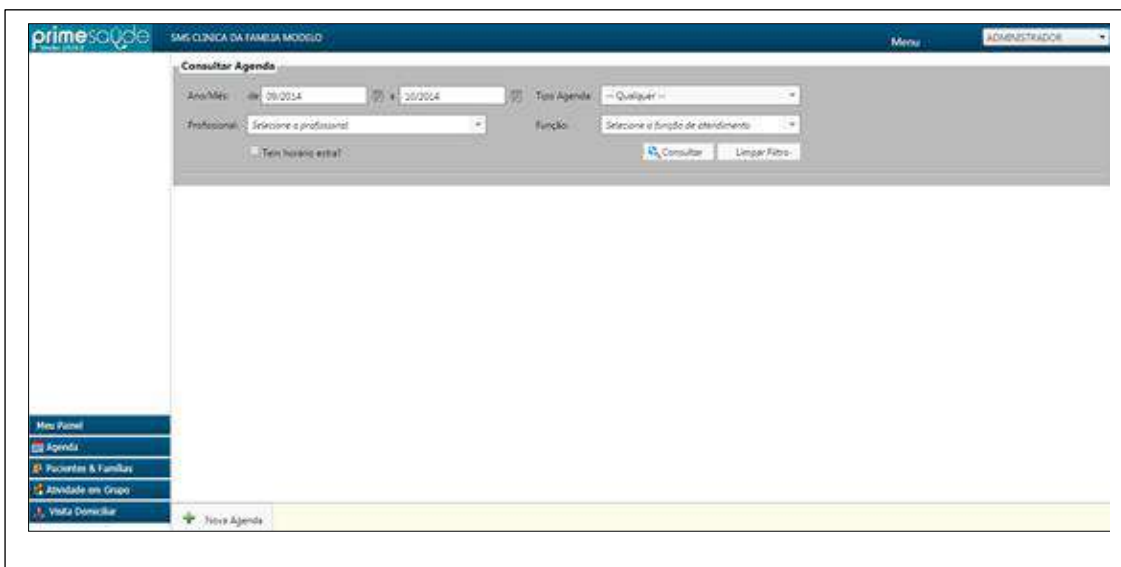 primesaúde SMS CLINICA DA FAMILIA MODELO Menu ADMINISTRADOR
Consultar Agenda
Ano/Mês: de 09/2014 a 10/2014 Tipo Agenda: -- Qualquer --
Profissional: Selecione o profissional Função: Selecione a função de atendimento
Tem horário extra? Consultar Limpar Filtro
Meu Painel
Agenda
Pacientes & Famílias
Atividade em Grupo
Visita Domiciliar
Nova Agenda